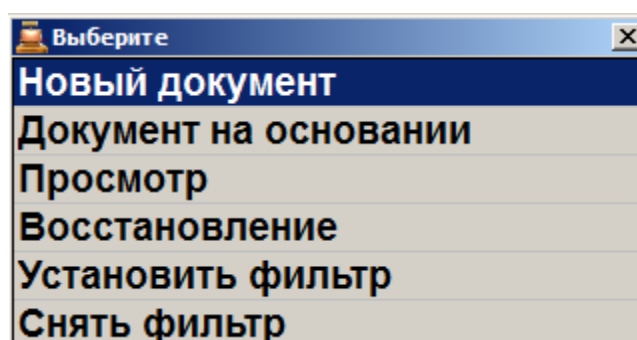 Выберите
Новый документ
Документ на основании
Просмотр
Восстановление
Установить фильтр
Снять фильтр